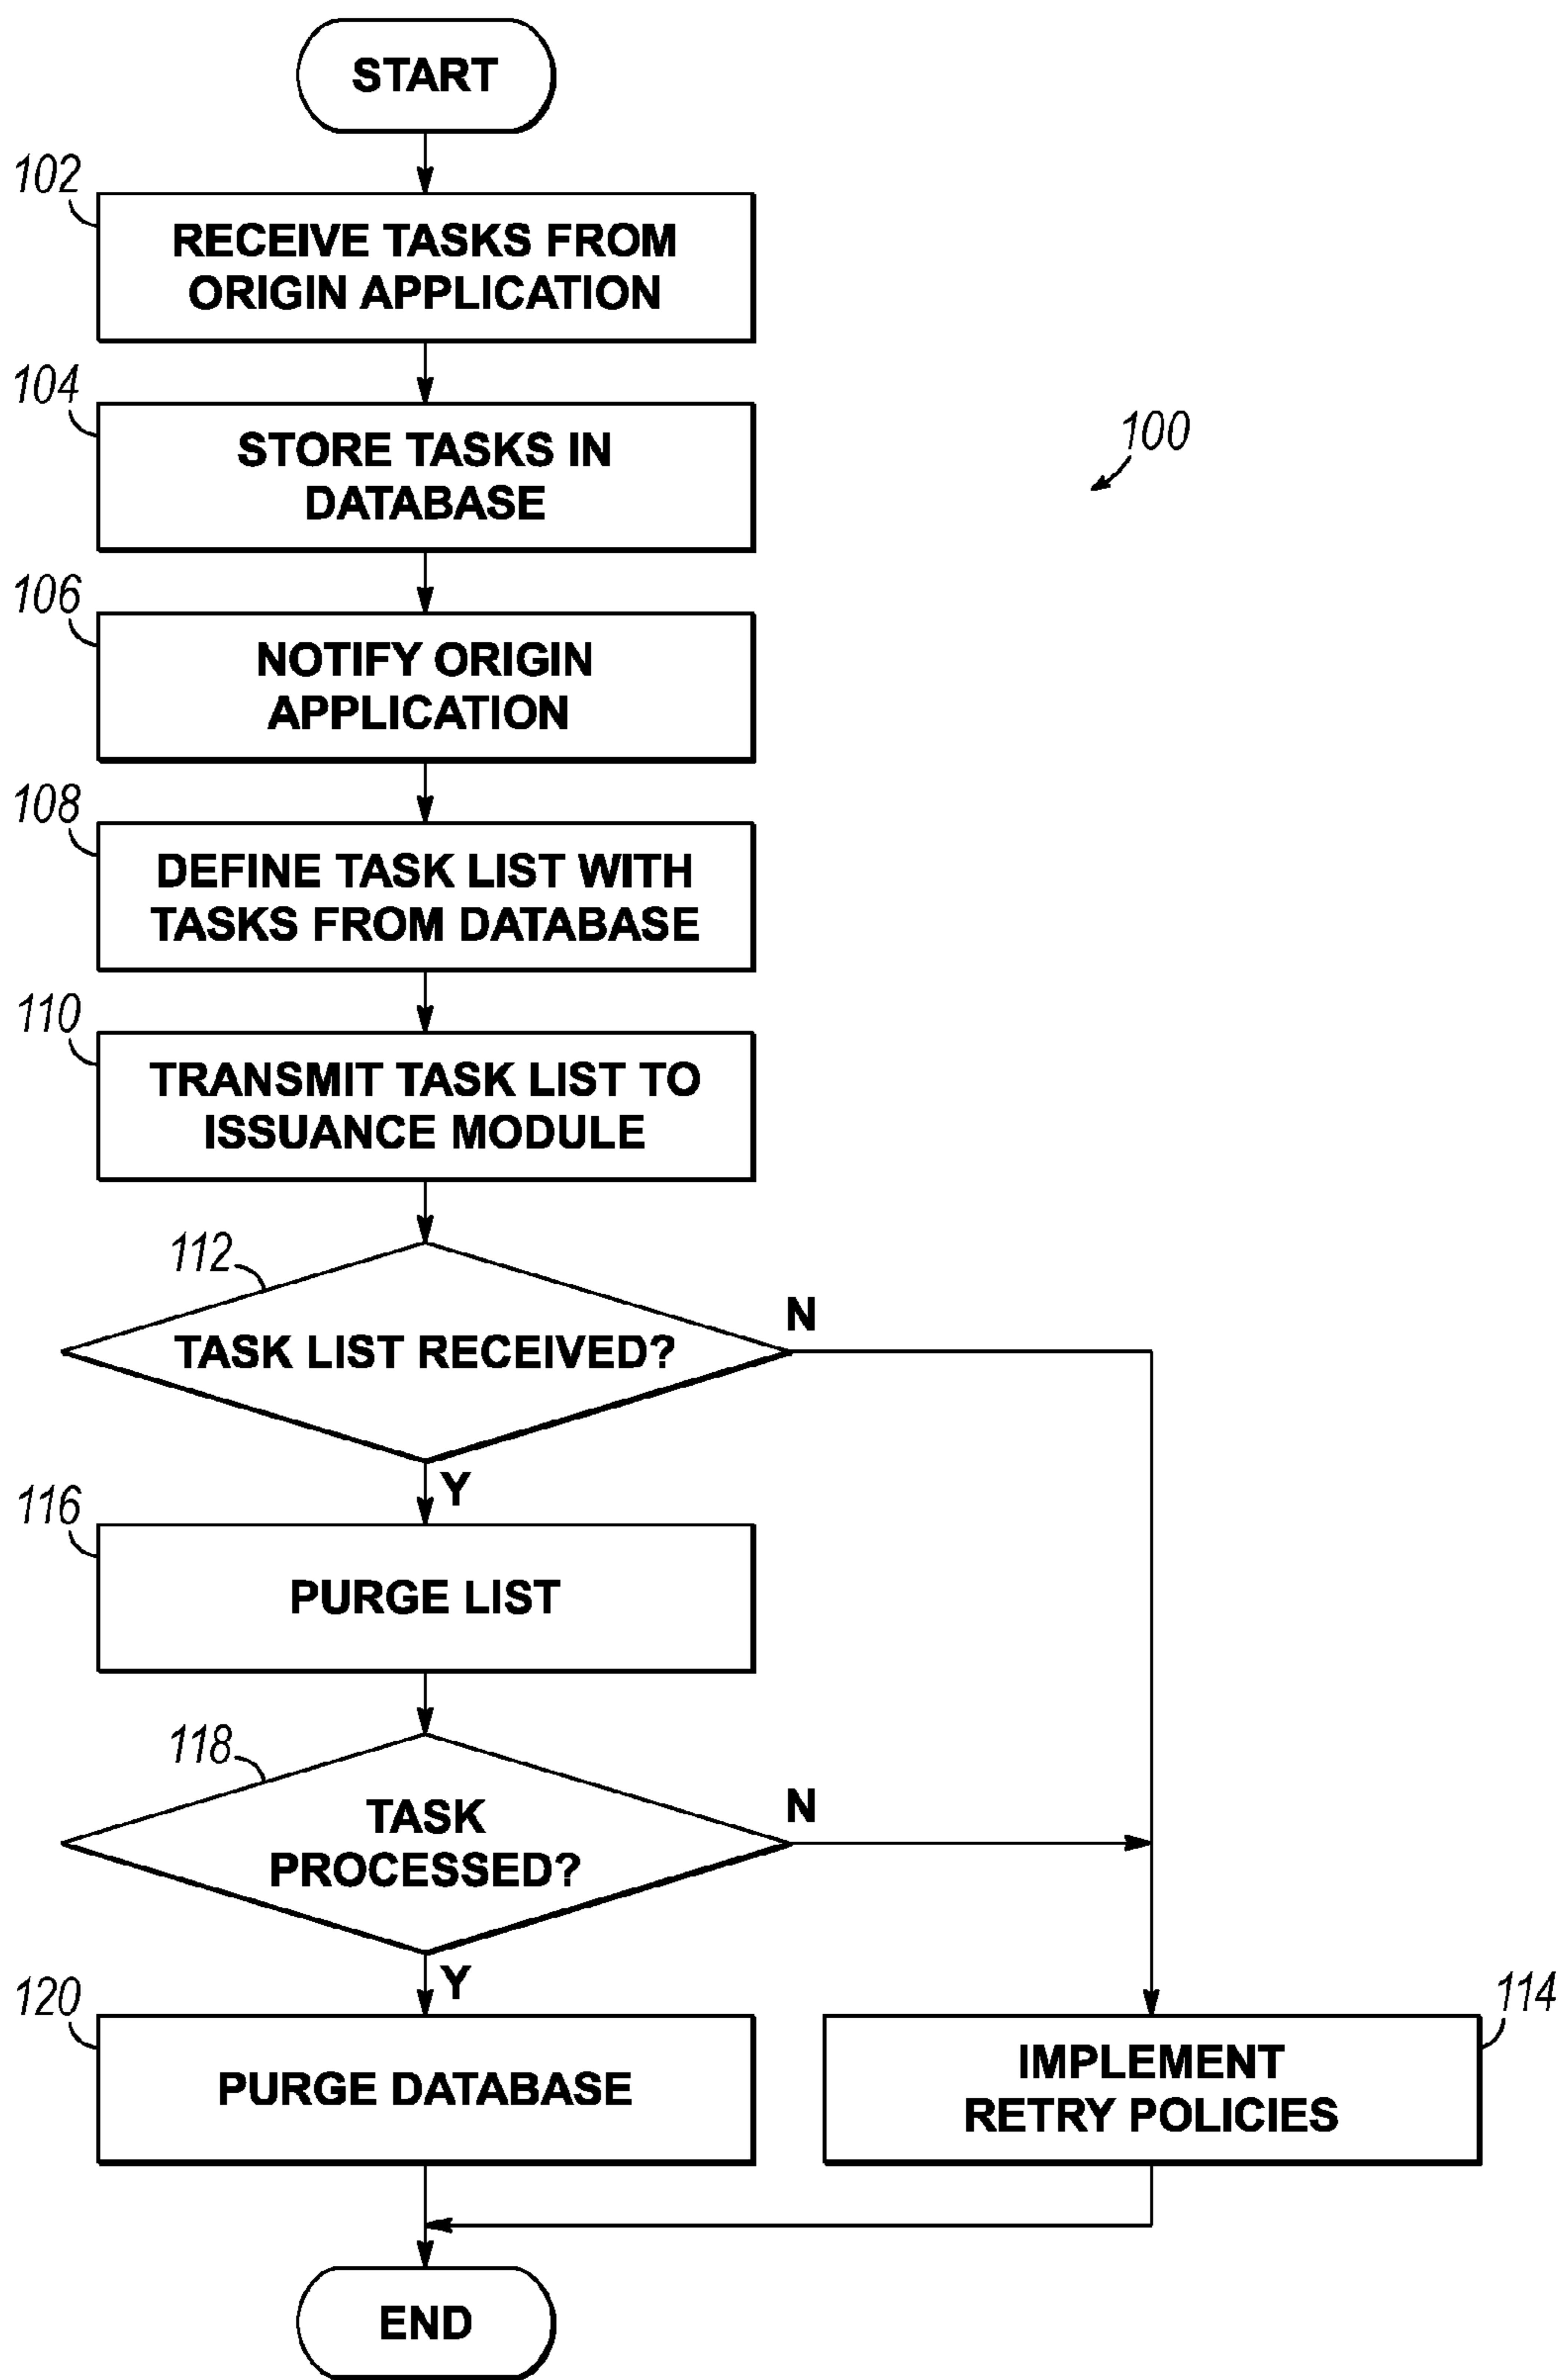 START
102
RECEIVE TASKS FROM
ORIGIN APPLICATION
104
STORE TASKS IN
DATABASE
100
106
NOTIFY ORIGIN
APPLICATION
108
DEFINE TASK LIST WITH
TASKS FROM DATABASE
110
TRANSMIT TASK LIST TO
ISSUANCE MODULE
112
TASK LIST RECEIVED?
N
Y
116
PURGE LIST
118
TASK
PROCESSED?
N
Y
120
PURGE DATABASE
114
IMPLEMENT
RETRY POLICIES
END